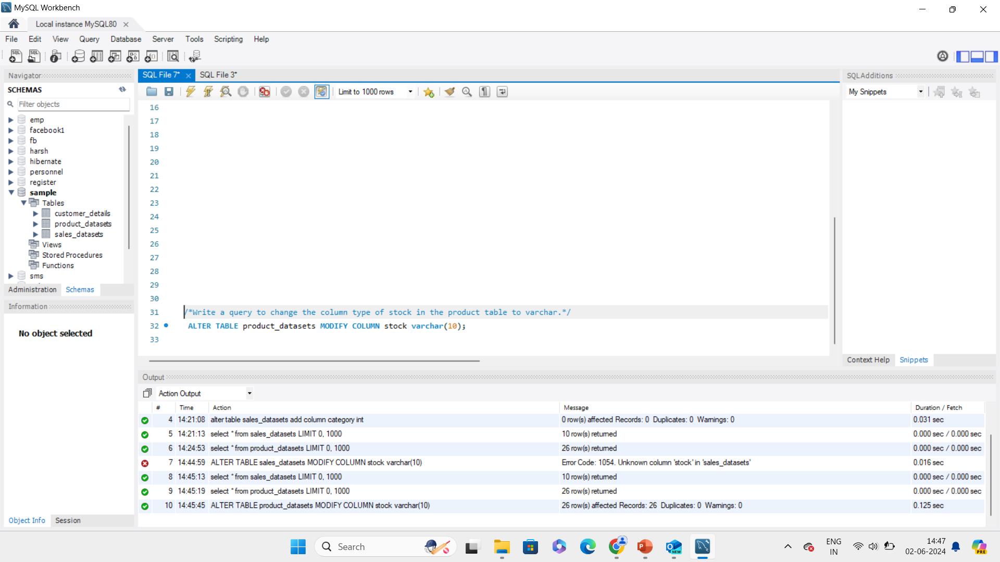 MySQL Workbench
Local instance MySQL80
File Edit View Query Database Server Tools Scripting Help
Navigator
SCHEMAS
Filter objects
emp
facebook1
fb
harsh
hibernate
personnel
register
sample
Tables
customer_details
product_datasets
sales_datasets
Views
Stored Procedures
Functions
sms
Administration Schemas
Information
No object selected
Object Info Session
SQL File 7* SQL File 3*
Limit to 1000 rows
16
17
18
19
20
21
22
23
24
25
26
27
28
29
30
31 /*Write a query to change the column type of stock in the product table to varchar.*/
32 ALTER TABLE product_datasets MODIFY COLUMN stock varchar(10);
33
SQLAdditions
My Snippets
Context Help Snippets
Output
Action Output
# Time Action Message Duration / Fetch
4 14:21:08 alter table sales_datasets add column category int 0 row(s) affected Records: 0 Duplicates: 0 Warnings: 0 0.031 sec
5 14:21:13 select * from sales_datasets LIMIT 0, 1000 10 row(s) returned 0.000 sec / 0.000 sec
6 14:24:53 select * from product_datasets LIMIT 0, 1000 26 row(s) returned 0.000 sec / 0.000 sec
7 14:44:59 ALTER TABLE sales_datasets MODIFY COLUMN stock varchar(10) Error Code: 1054. Unknown column 'stock' in 'sales_datasets' 0.016 sec
8 14:45:13 select * from sales_datasets LIMIT 0, 1000 10 row(s) returned 0.000 sec / 0.000 sec
9 14:45:19 select * from product_datasets LIMIT 0, 1000 26 row(s) returned 0.000 sec / 0.000 sec
10 14:45:45 ALTER TABLE product_datasets MODIFY COLUMN stock varchar(10) 26 row(s) affected Records: 26 Duplicates: 0 Warnings: 0 0.125 sec
Search
ENG
IN
14:47
02-06-2024